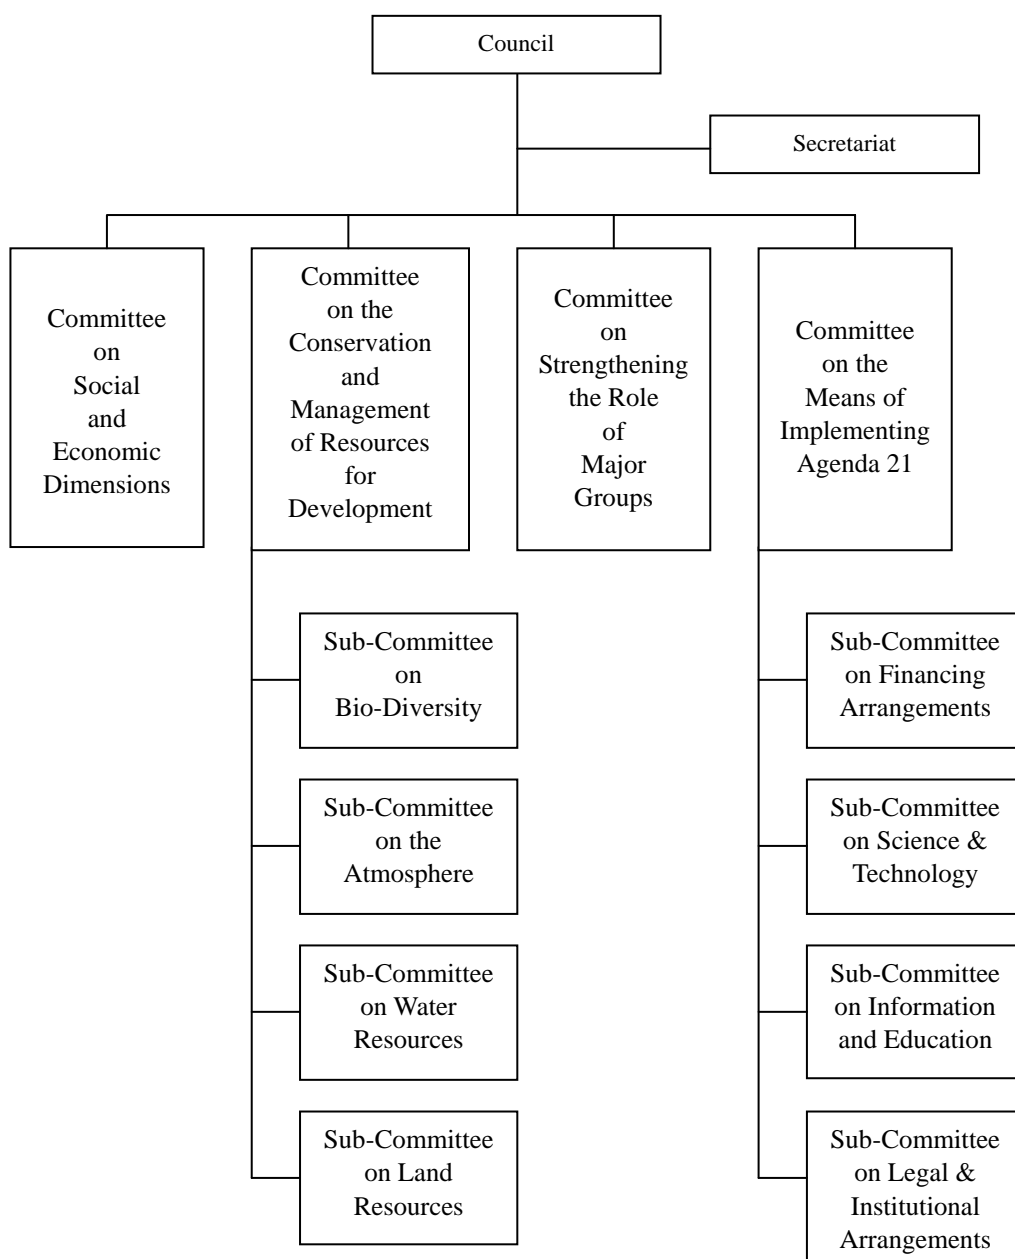 Council
Secretariat
Committee
on
Social
and
Economic
Dimensions
Committee
on the
Conservation
and
Management
of Resources
for
Development
Committee
on
Strengthening
the Role
of
Major
Groups
Committee
on the
Means of
Implementing
Agenda 21
Sub-Committee
on
Bio-Diversity
Sub-Committee
on the
Atmosphere
Sub-Committee
on Water
Resources
Sub-Committee
on Land
Resources
Sub-Committee
on Financing
Arrangements
Sub-Committee
on Science &
Technology
Sub-Committee
on Information
and Education
Sub-Committee
on Legal &
Institutional
Arrangements